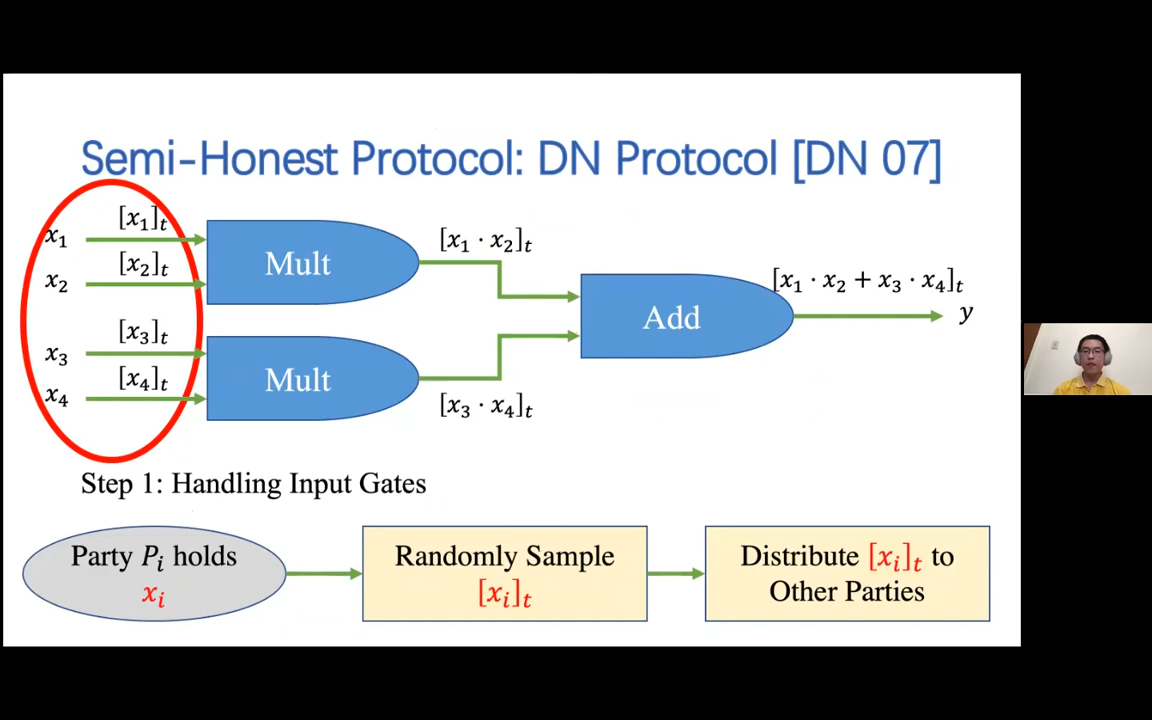 Semi-Honest Protocol: DN Protocol [DN 07]
x₁ [x₁]ₜ
x₂ [x₂]ₜ
x₃ [x₃]ₜ
x₄ [x₄]ₜ
Mult
Mult
[x₁ · x₂]ₜ
[x₃ · x₄]ₜ
Add
[x₁ · x₂ + x₃ · x₄]ₜ
y
Step 1: Handling Input Gates
Party Pᵢ holds
xᵢ
Randomly Sample
[xᵢ]ₜ
Distribute [xᵢ]ₜ to
Other Parties